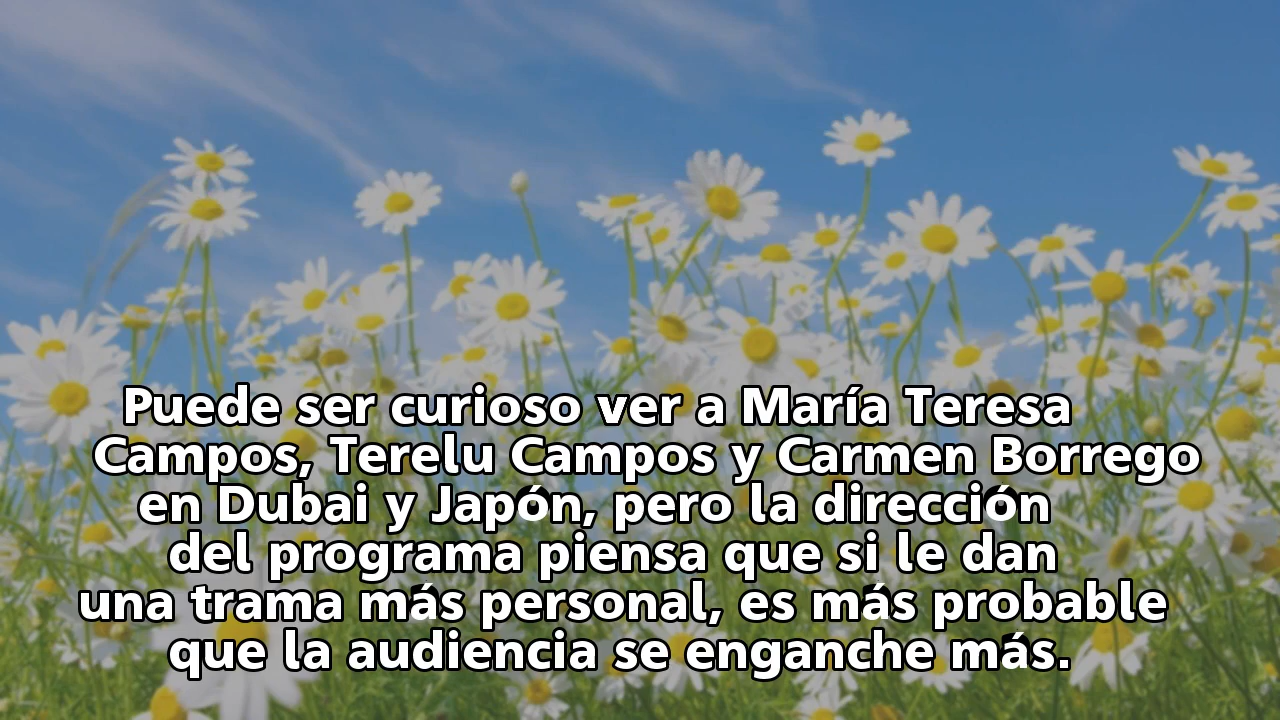 Puede ser curioso ver a María Teresa
Campos, Terelu Campos y Carmen Borrego
en Dubai y Japón, pero la dirección
del programa piensa que si le dan
una trama más personal, es más probable
que la audiencia se enganche más.